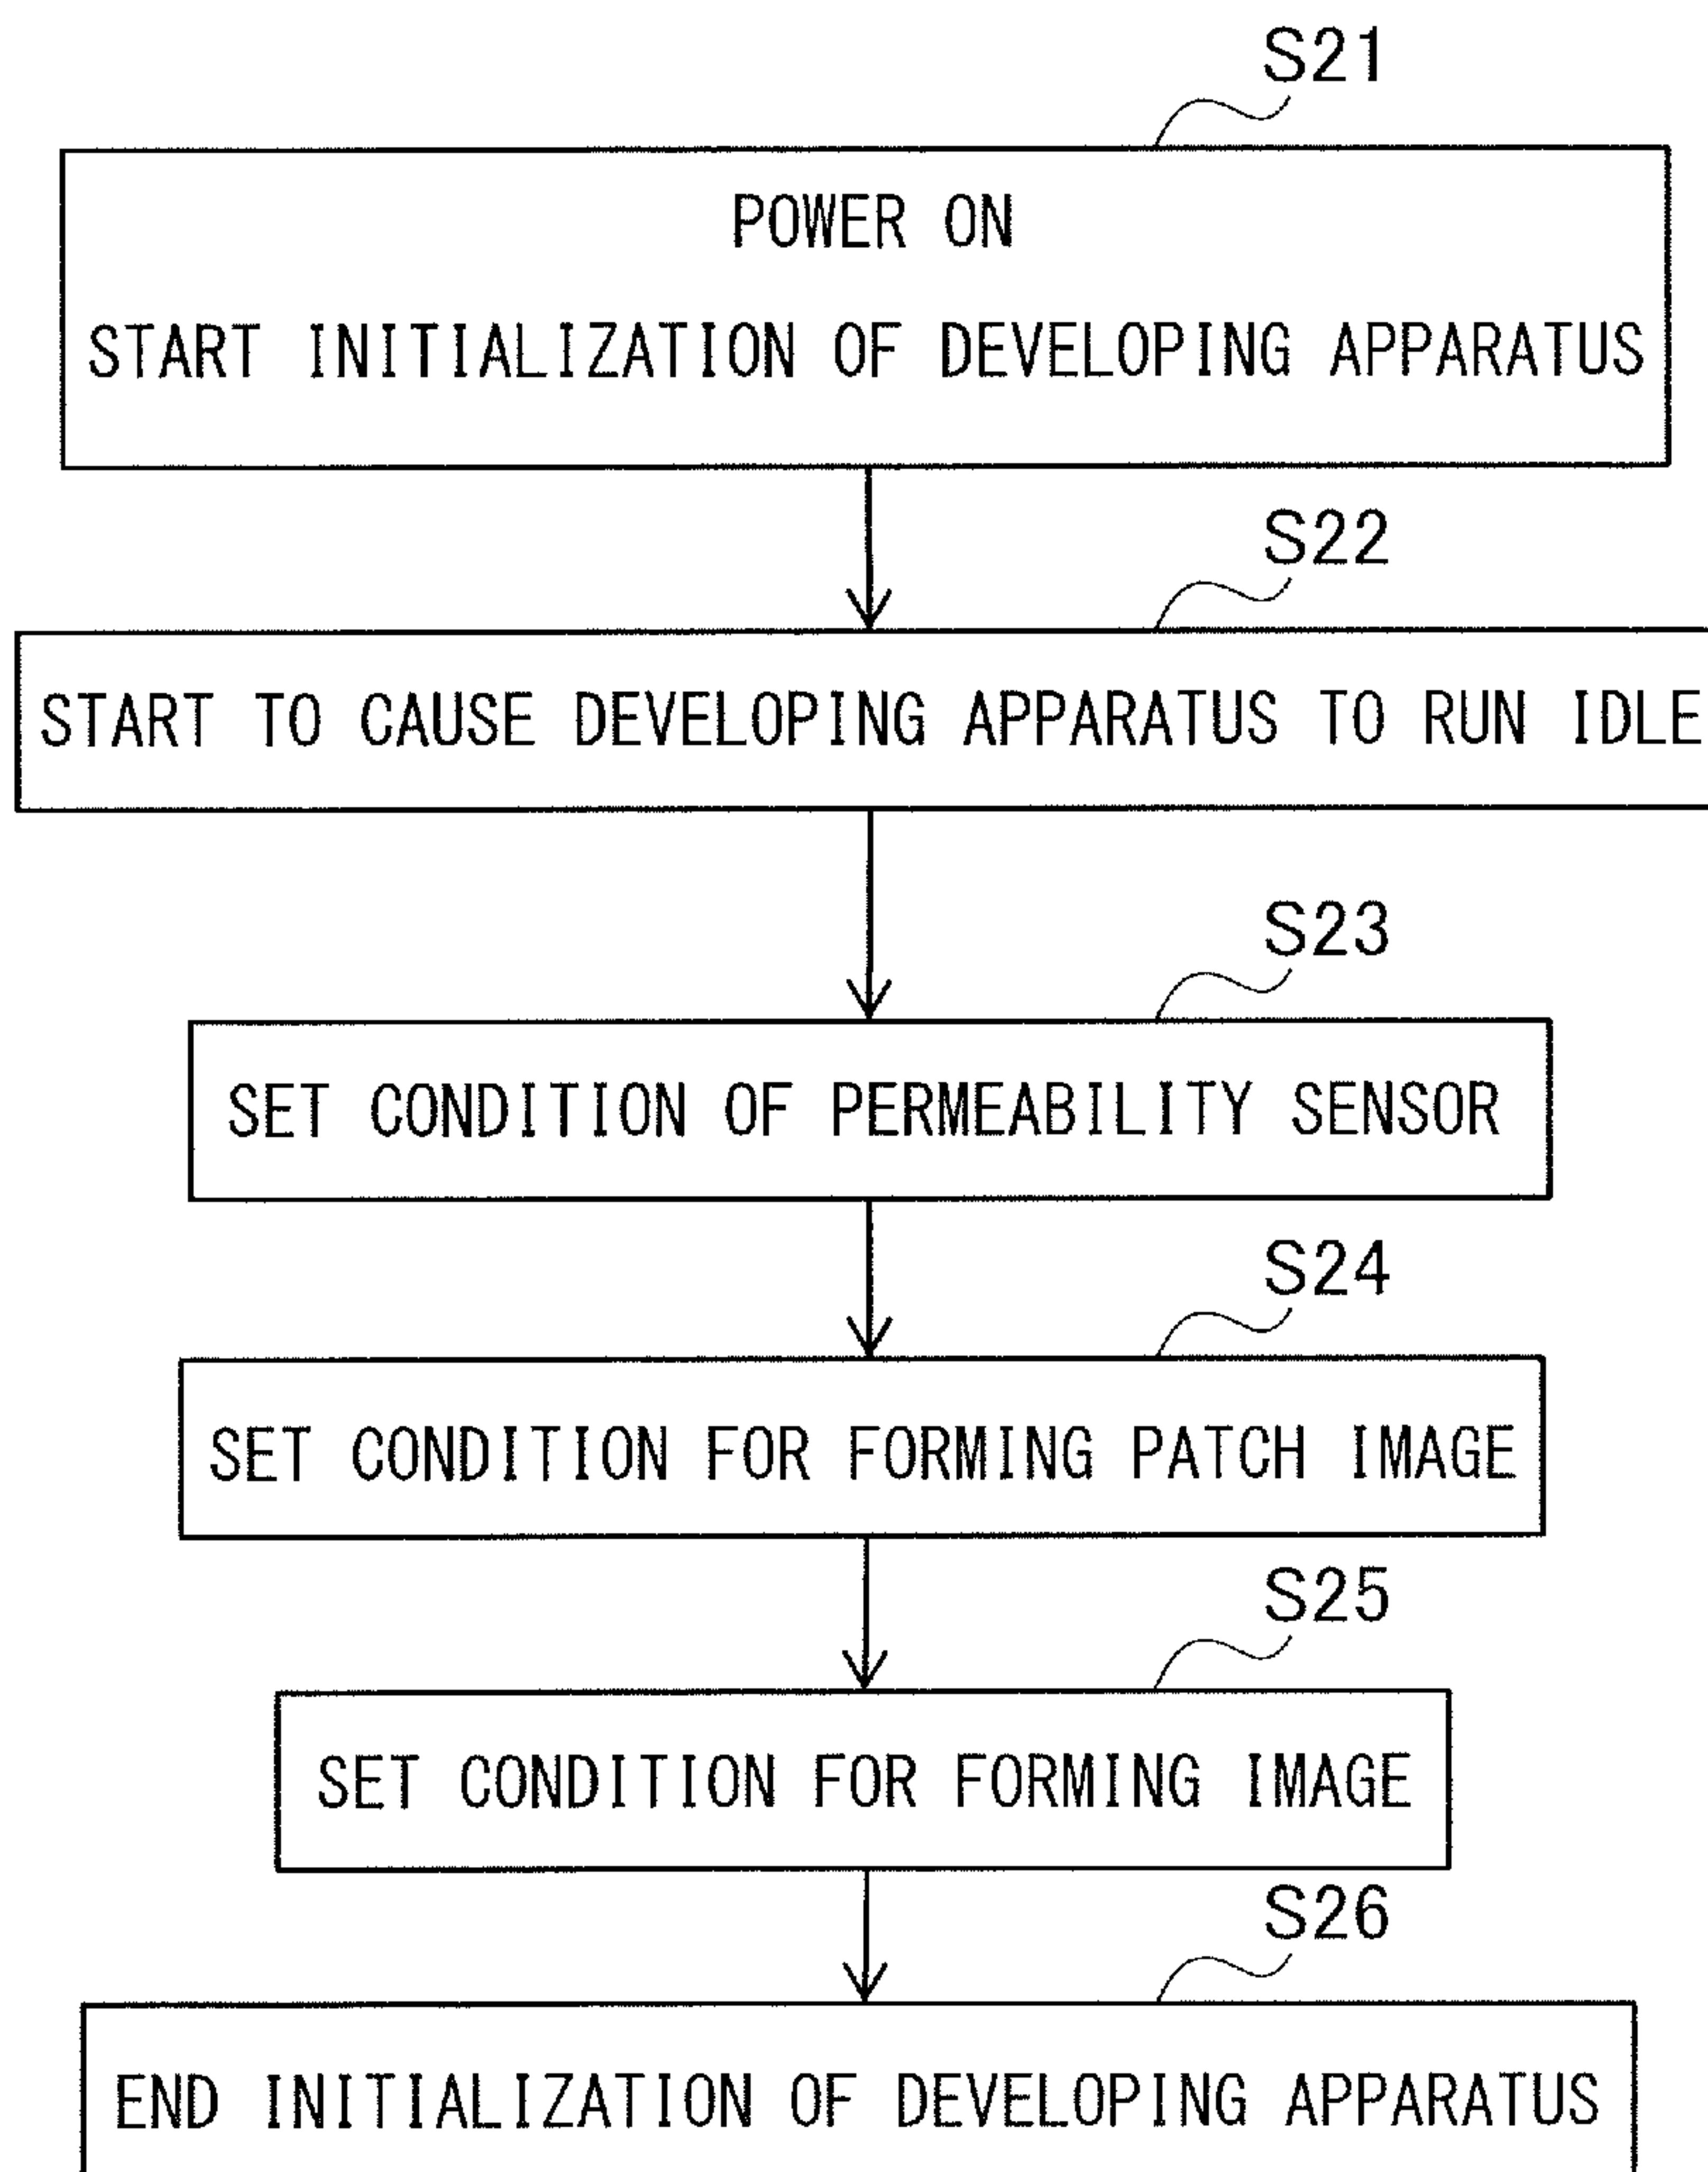 S21
POWER ON
START INITIALIZATION OF DEVELOPING APPARATUS
S22
START TO CAUSE DEVELOPING APPARATUS TO RUN IDLE
S23
SET CONDITION OF PERMEABILITY SENSOR
S24
SET CONDITION FOR FORMING PATCH IMAGE
S25
SET CONDITION FOR FORMING IMAGE
S26
END INITIALIZATION OF DEVELOPING APPARATUS